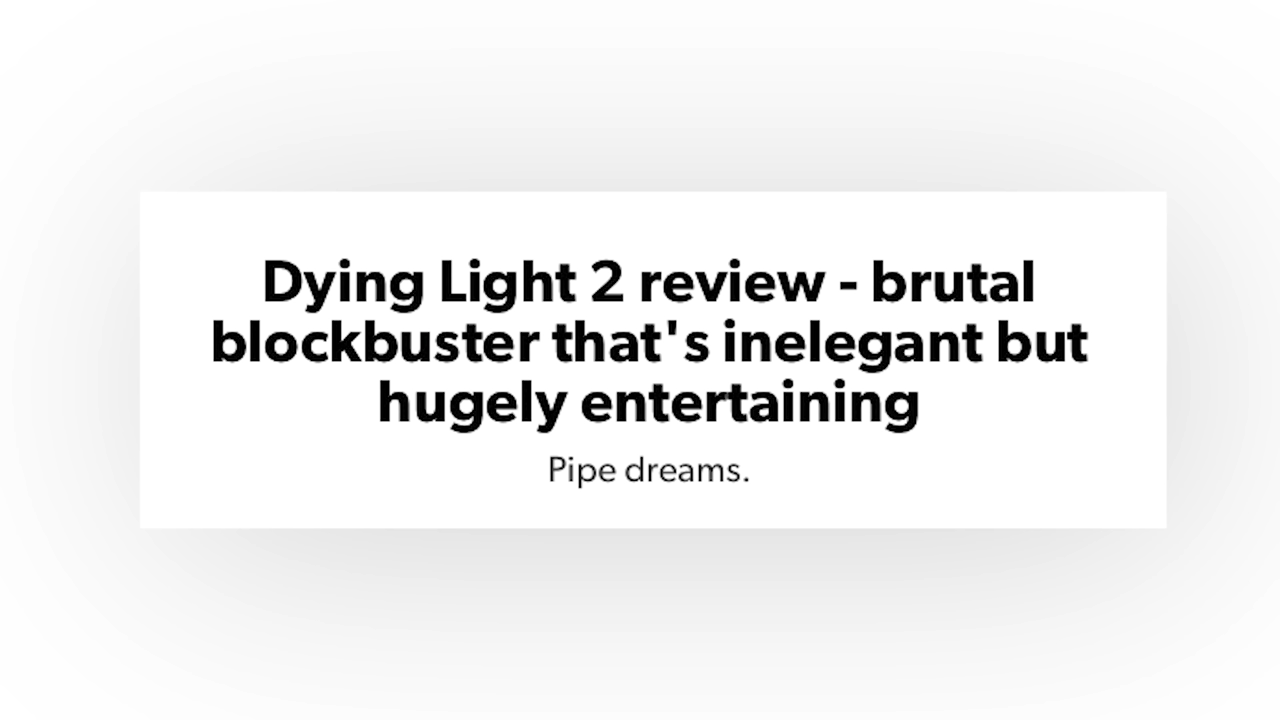 Dying Light 2 review - brutal
blockbuster that's inelegant but
hugely entertaining
Pipe dreams.